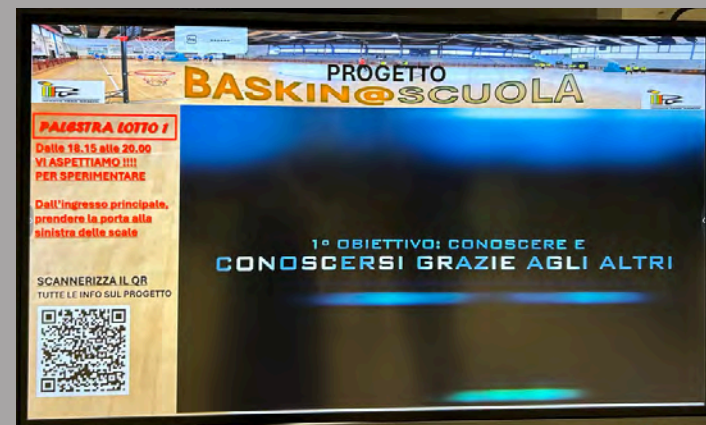 PROGETTO
BASKIN@SCUOLA
PALESTRA LOTTO 1
Dalle 18.15 alle 20.00
VI ASPETTIAMO !!!!
PER SPERIMENTARE
Dall'ingresso principale,
prendere la porta alla
sinistra delle scale
SCANNERIZZA IL QR
TUTTE LE INFO SUL PROGETTO
1° OBIETTIVO: CONOSCERE E
CONOSCERSI GRAZIE AGLI ALTRI